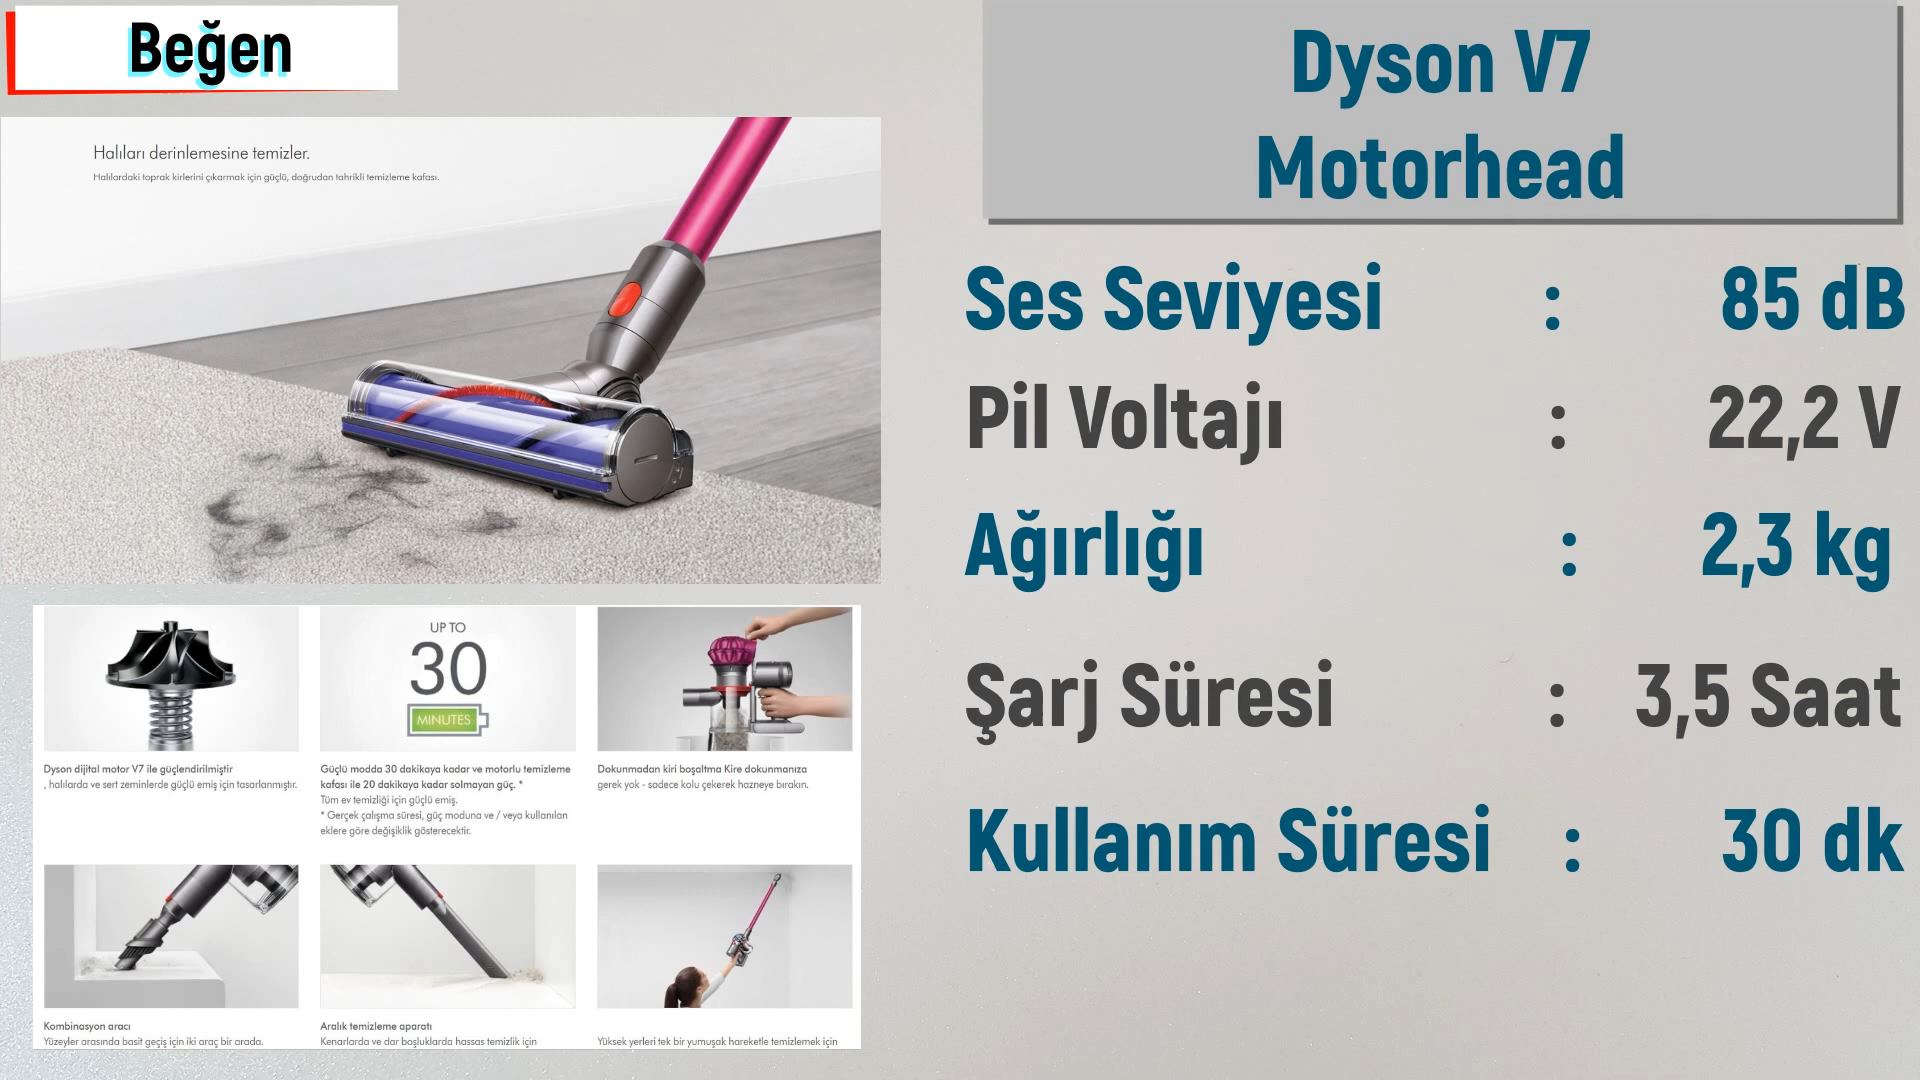 Beğen
Halıları derinlemesine temizler.
Halılardaki toprak kirlerini çıkarmak için güçlü, doğrudan tahrikli temizleme kafası.
UP TO
30
MINUTES
Dyson dijital motor V7 ile güçlendirilmiştir
, halılarda ve sert zeminlerde güçlü emiş için tasarlanmıştır.
Güçlü modda 30 dakikaya kadar ve motorlu temizleme
kafası ile 20 dakikaya kadar solmayan güç. *
Tüm ev temizliği için güçlü emiş.
* Gerçek çalışma süresi, güç moduna ve / veya kullanılan
eklere göre değişiklik gösterecektir.
Dokunmadan kiri boşaltma Kire dokunmanıza
gerek yok - sadece kolu çekerek hazneye bırakın.
Kombinasyon aracı
Yüzeyler arasında basit geçiş için iki araç bir arada.
Aralık temizleme aparatı
Kenarlarda ve dar boşluklarda hassas temizlik için
Yüksek yerleri tek bir yumuşak hareketle temizlemek için
Dyson V7
Motorhead
Ses Seviyesi : 85 dB
Pil Voltajı : 22,2 V
Ağırlığı : 2,3 kg
Şarj Süresi : 3,5 Saat
Kullanım Süresi : 30 dk